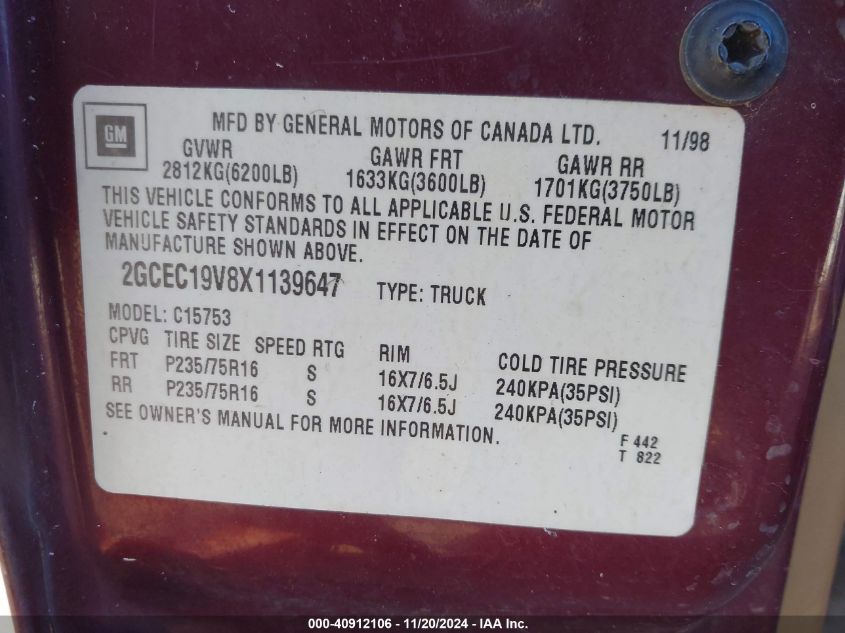 GM
MFD BY GENERAL MOTORS OF CANADA LTD. 11/98
GVWR GAWR FRT GAWR RR
2812KG(6200LB) 1633KG(3600LB) 1701KG(3750LB)
THIS VEHICLE CONFORMS TO ALL APPLICABLE U.S. FEDERAL MOTOR
VEHICLE SAFETY STANDARDS IN EFFECT ON THE DATE OF
MANUFACTURE SHOWN ABOVE.
2GCEC19V8X1139647 TYPE: TRUCK
MODEL: C15753
CPVG TIRE SIZE SPEED RTG RIM COLD TIRE PRESSURE
FRT P235/75R16 S 16X7/6.5J 240KPA(35PSI)
RR P235/75R16 S 16X7/6.5J 240KPA(35PSI)
SEE OWNER'S MANUAL FOR MORE INFORMATION.
F 442
T 822
000-40912106 - 11/20/2024 - IAA Inc.